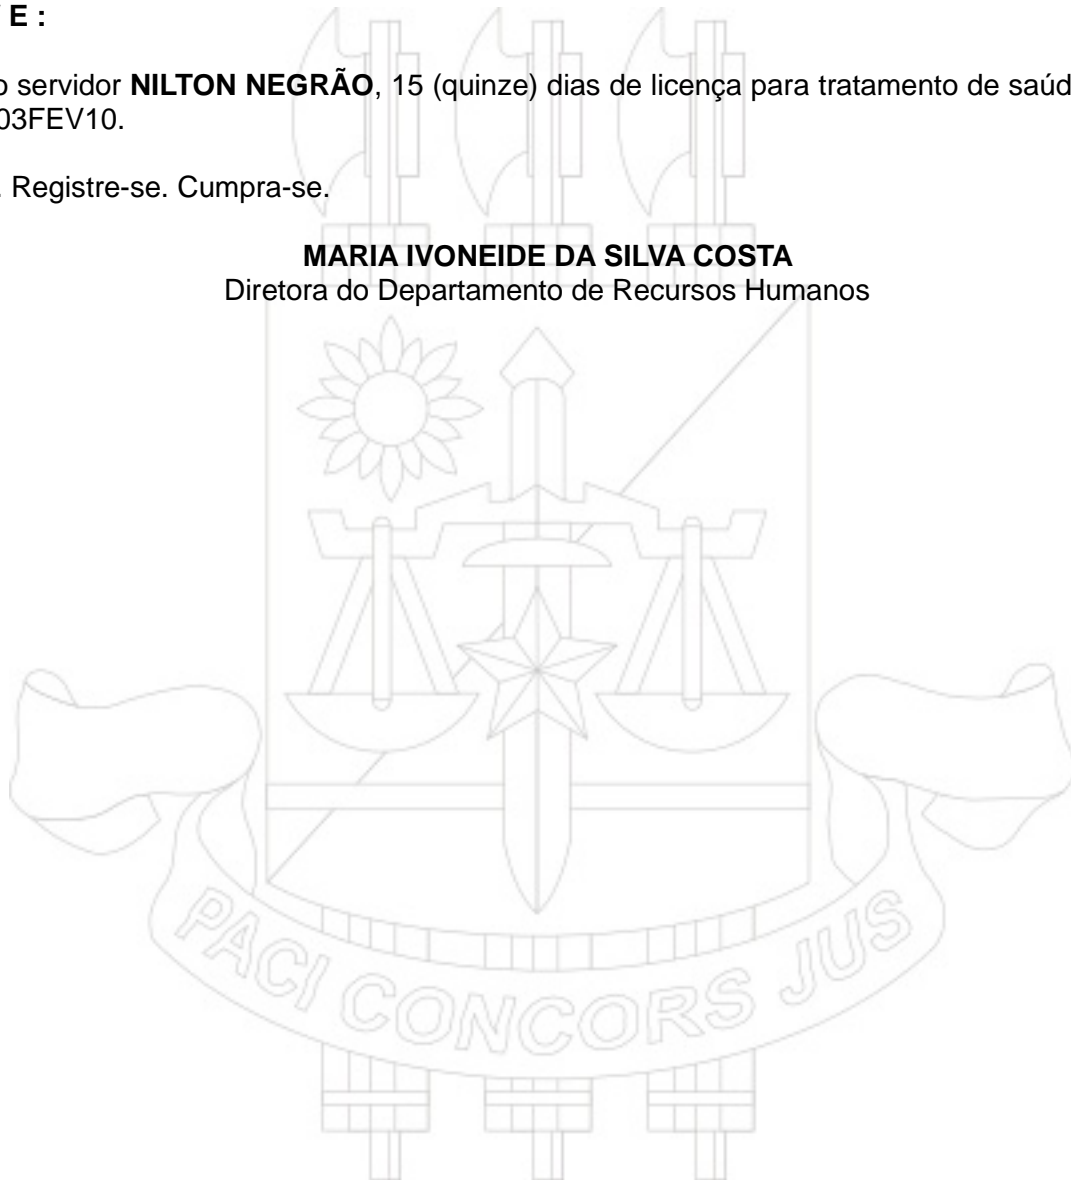 E :
o servidor NILTON NEGRÃO, 15 (quinze) dias de licença para tratamento de saúd
03FEV10.
. Registre-se. Cumpra-se.
MARIA IVONEIDE DA SILVA COSTA
Diretora do Departamento de Recursos Humanos
PACI CONCORS JUS